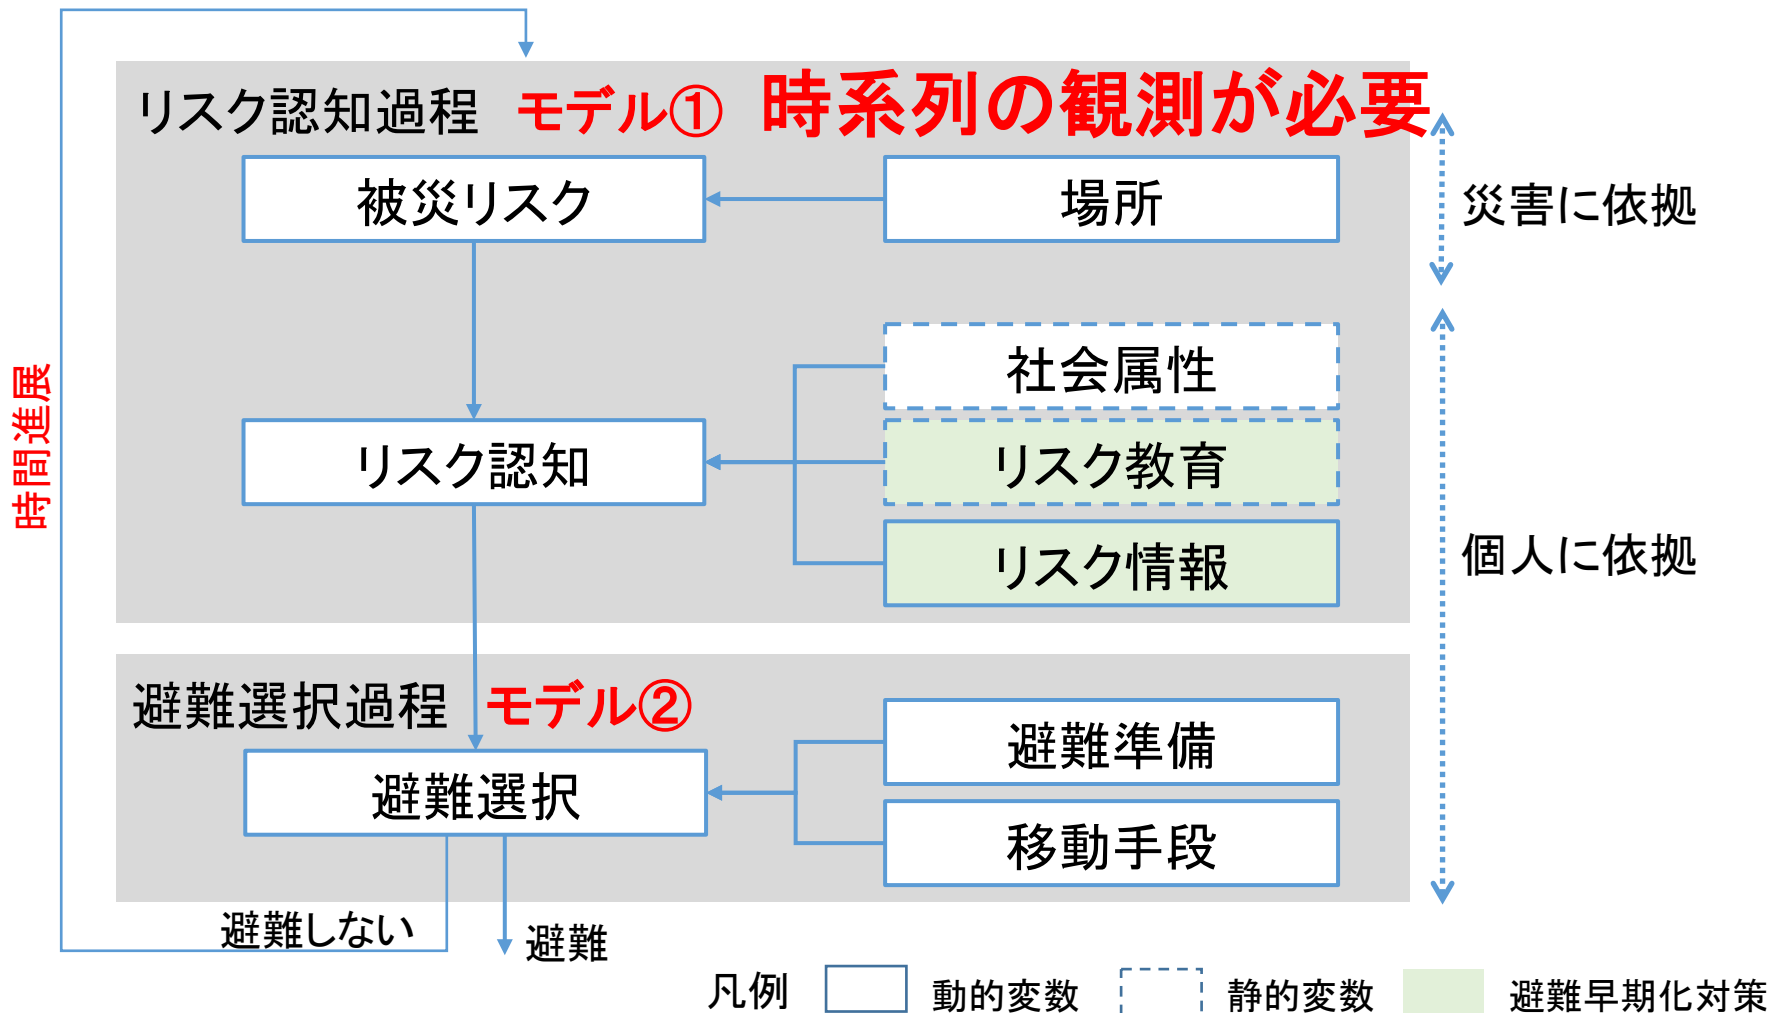 リスク認知過程 モデル① 時系列の観測が必要
被災リスク
場所
災害に依拠
社会属性
リスク認知
リスク教育
リスク情報
個人に依拠
時間進展
避難選択過程 モデル②
避難選択
避難準備
移動手段
避難しない
避難
凡例 動的変数 静的変数 避難早期化対策